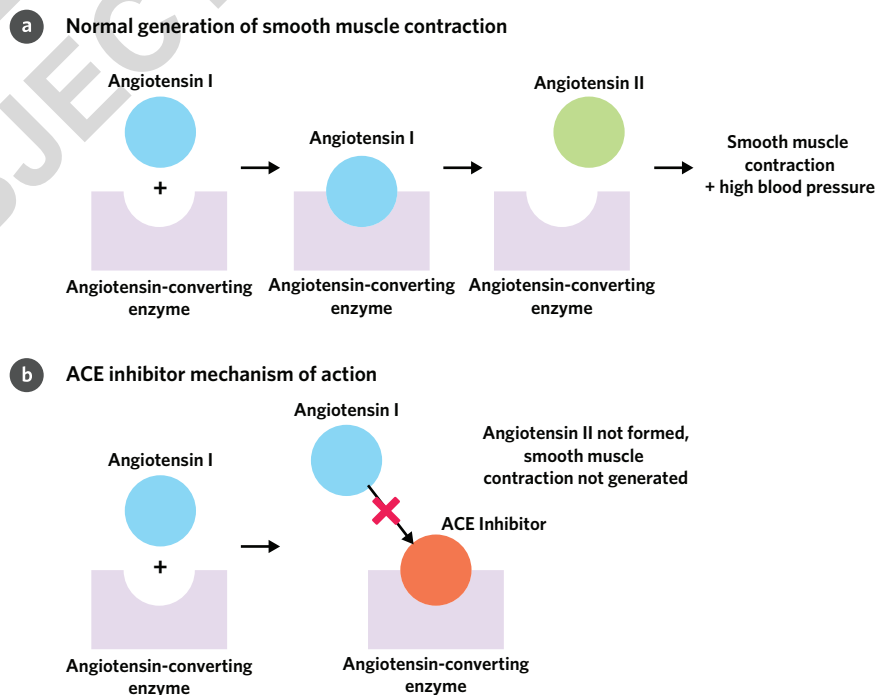 a Normal generation of smooth muscle contraction
Angiotensin I
+
Angiotensin-converting
enzyme
Angiotensin I
Angiotensin-converting
enzyme
Angiotensin II
Angiotensin-converting
enzyme
Smooth muscle
contraction
+ high blood pressure
b ACE inhibitor mechanism of action
Angiotensin I
+
Angiotensin-converting
enzyme
Angiotensin I
Angiotensin II not formed,
smooth muscle
contraction not generated
ACE Inhibitor
Angiotensin-converting
enzyme